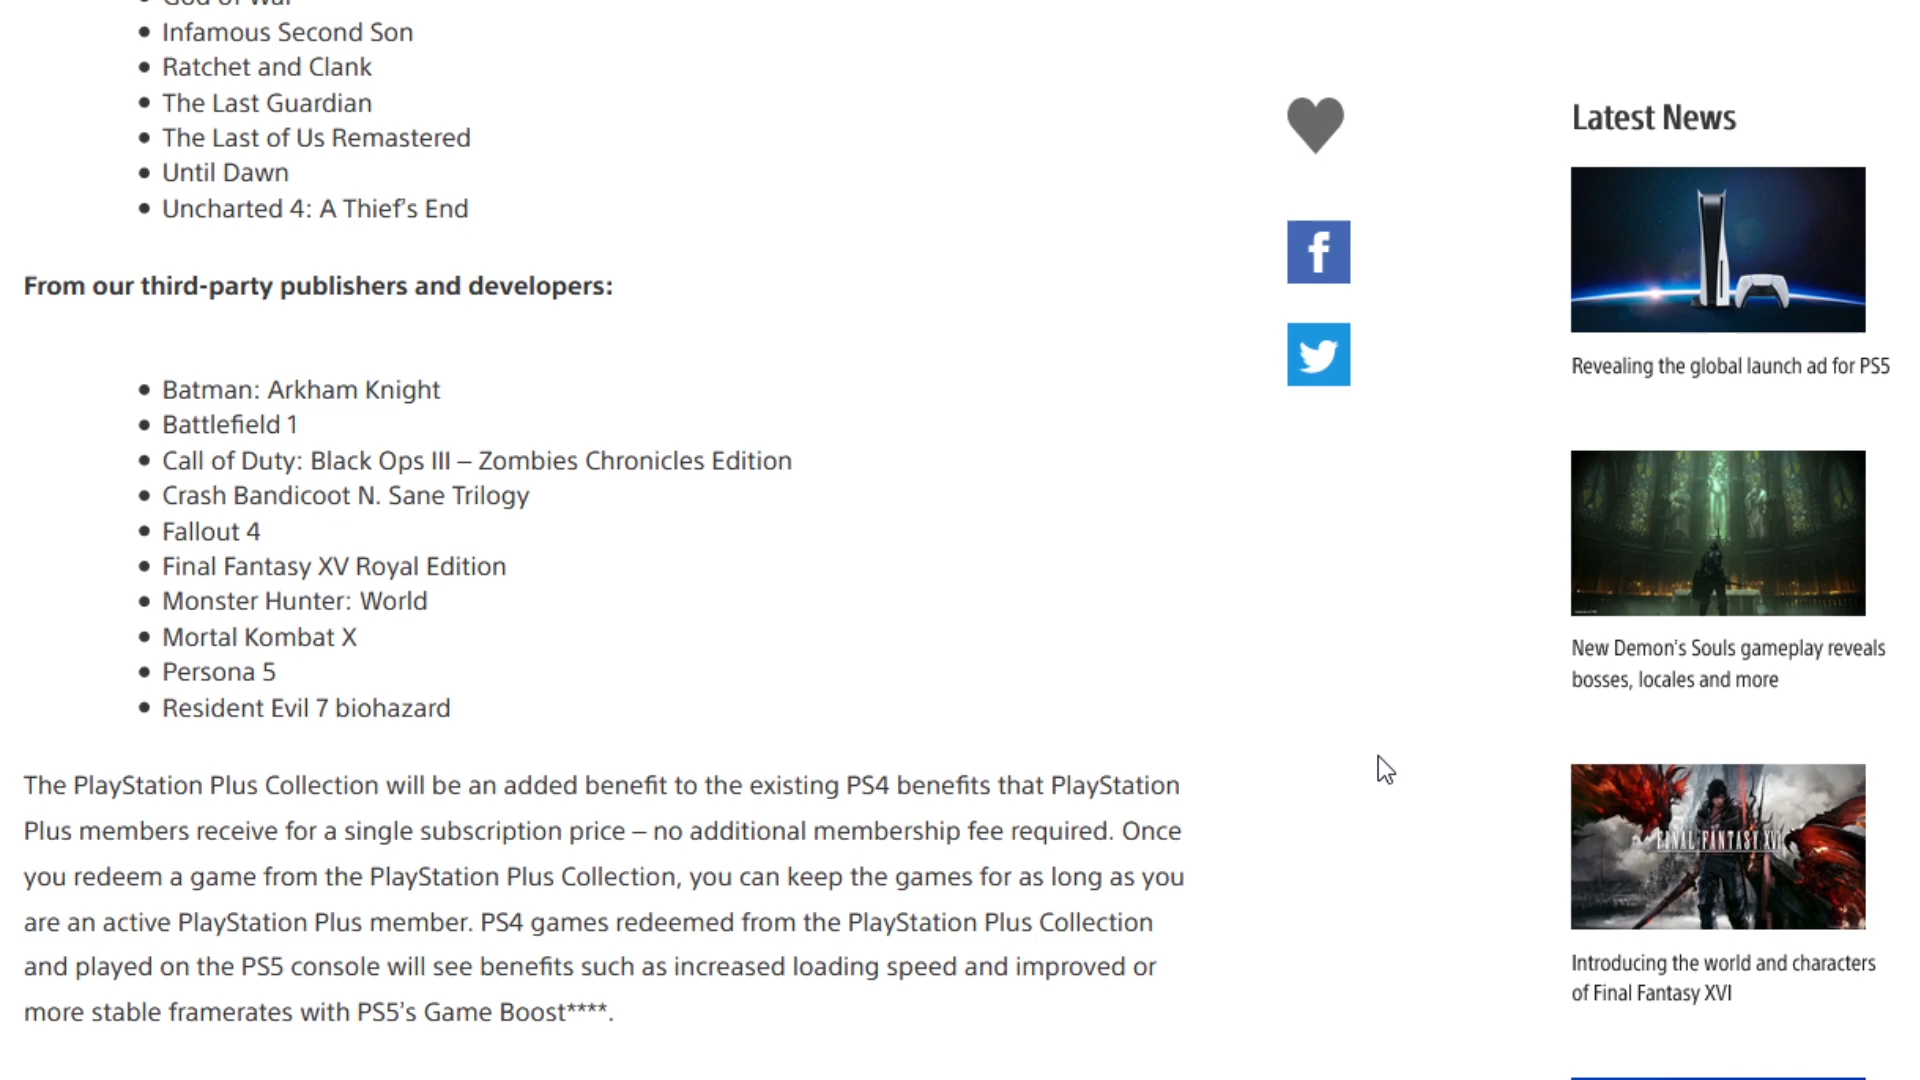 God of War
Infamous Second Son
Ratchet and Clank
The Last Guardian
The Last of Us Remastered
Until Dawn
Uncharted 4: A Thief's End
From our third-party publishers and developers:
Batman: Arkham Knight
Battlefield 1
Call of Duty: Black Ops III – Zombies Chronicles Edition
Crash Bandicoot N. Sane Trilogy
Fallout 4
Final Fantasy XV Royal Edition
Monster Hunter: World
Mortal Kombat X
Persona 5
Resident Evil 7 biohazard
The PlayStation Plus Collection will be an added benefit to the existing PS4 benefits that PlayStation
Plus members receive for a single subscription price – no additional membership fee required. Once
you redeem a game from the PlayStation Plus Collection, you can keep the games for as long as you
are an active PlayStation Plus member. PS4 games redeemed from the PlayStation Plus Collection
and played on the PS5 console will see benefits such as increased loading speed and improved or
more stable framerates with PS5's Game Boost****.
Latest News
Revealing the global launch ad for PS5
New Demon's Souls gameplay reveals
bosses, locales and more
FINAL FANTASY XVI
Introducing the world and characters
of Final Fantasy XVI